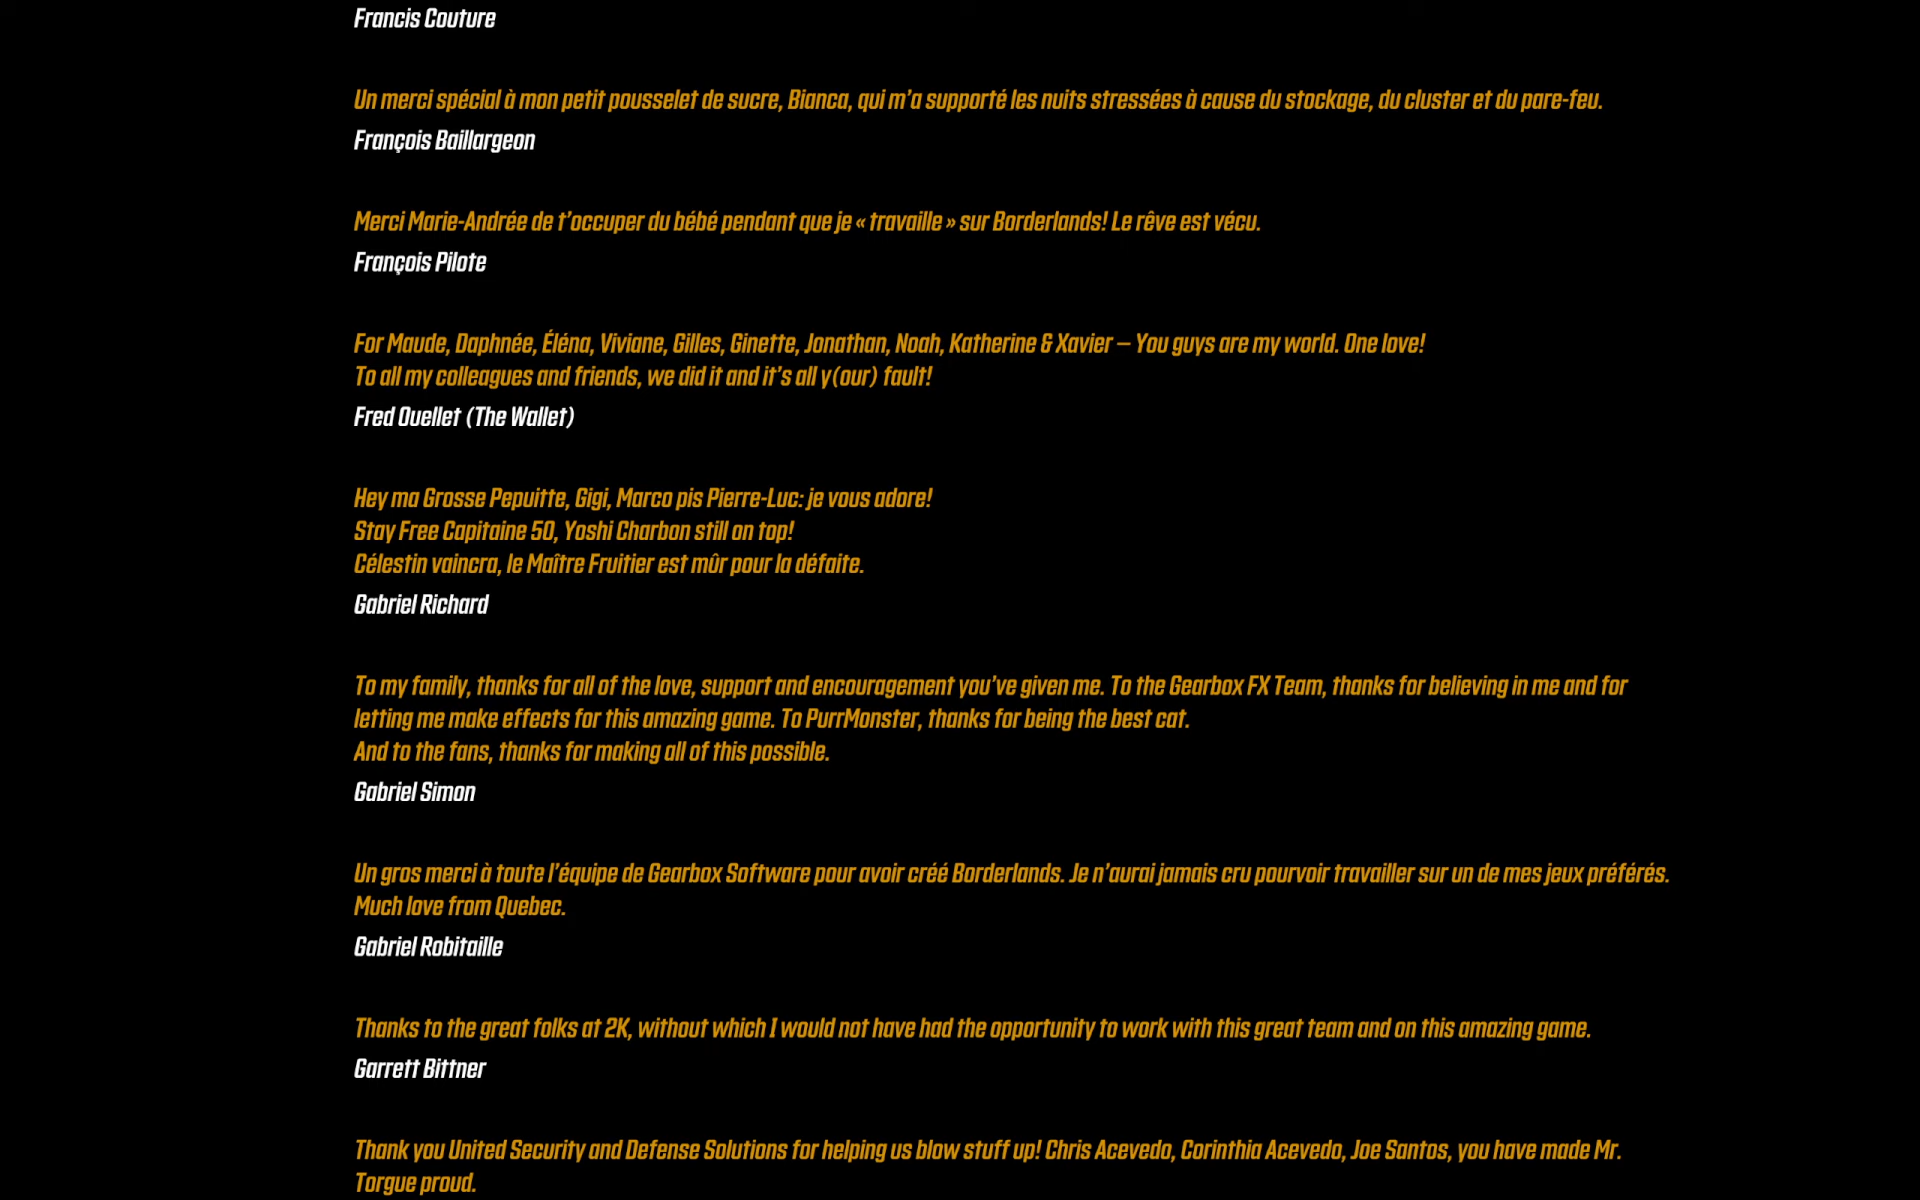 Francis Couture
Un merci spécial à mon petit pousselet de sucre, Bianca, qui m'a supporté les nuits stressées à cause du stockage, du cluster et du pare-feu.
François Baillargeon
Merci Marie-Andrée de t'occuper du bébé pendant que je « travaille » sur Borderlands! Le rêve est vécu.
François Pilote
For Maude, Daphnée, Éléna, Viviane, Gilles, Ginette, Jonathan, Noah, Katherine & Xavier – You guys are my world. One love!
To all my colleagues and friends, we did it and it's all y(our) fault!
Fred Ouellet (The Wallet)
Hey ma Grosse Pepuitte, Gigi, Marco pis Pierre-Luc: je vous adore!
Stay Free Capitaine 50, Yoshi Charbon still on top!
Célestin vaincra, le Maître Fruitier est mûr pour la défaite.
Gabriel Richard
To my family, thanks for all of the love, support and encouragement you've given me. To the Gearbox FX Team, thanks for believing in me and for
letting me make effects for this amazing game. To PurrMonster, thanks for being the best cat.
And to the fans, thanks for making all of this possible.
Gabriel Simon
Un gros merci à toute l'équipe de Gearbox Software pour avoir créé Borderlands. Je n'aurai jamais cru pourvoir travailler sur un de mes jeux préférés.
Much love from Quebec.
Gabriel Robitaille
Thanks to the great folks at 2K, without which I would not have had the opportunity to work with this great team and on this amazing game.
Garrett Bittner
Thank you United Security and Defense Solutions for helping us blow stuff up! Chris Acevedo, Corinthia Acevedo, Joe Santos, you have made Mr.
Torgue proud.